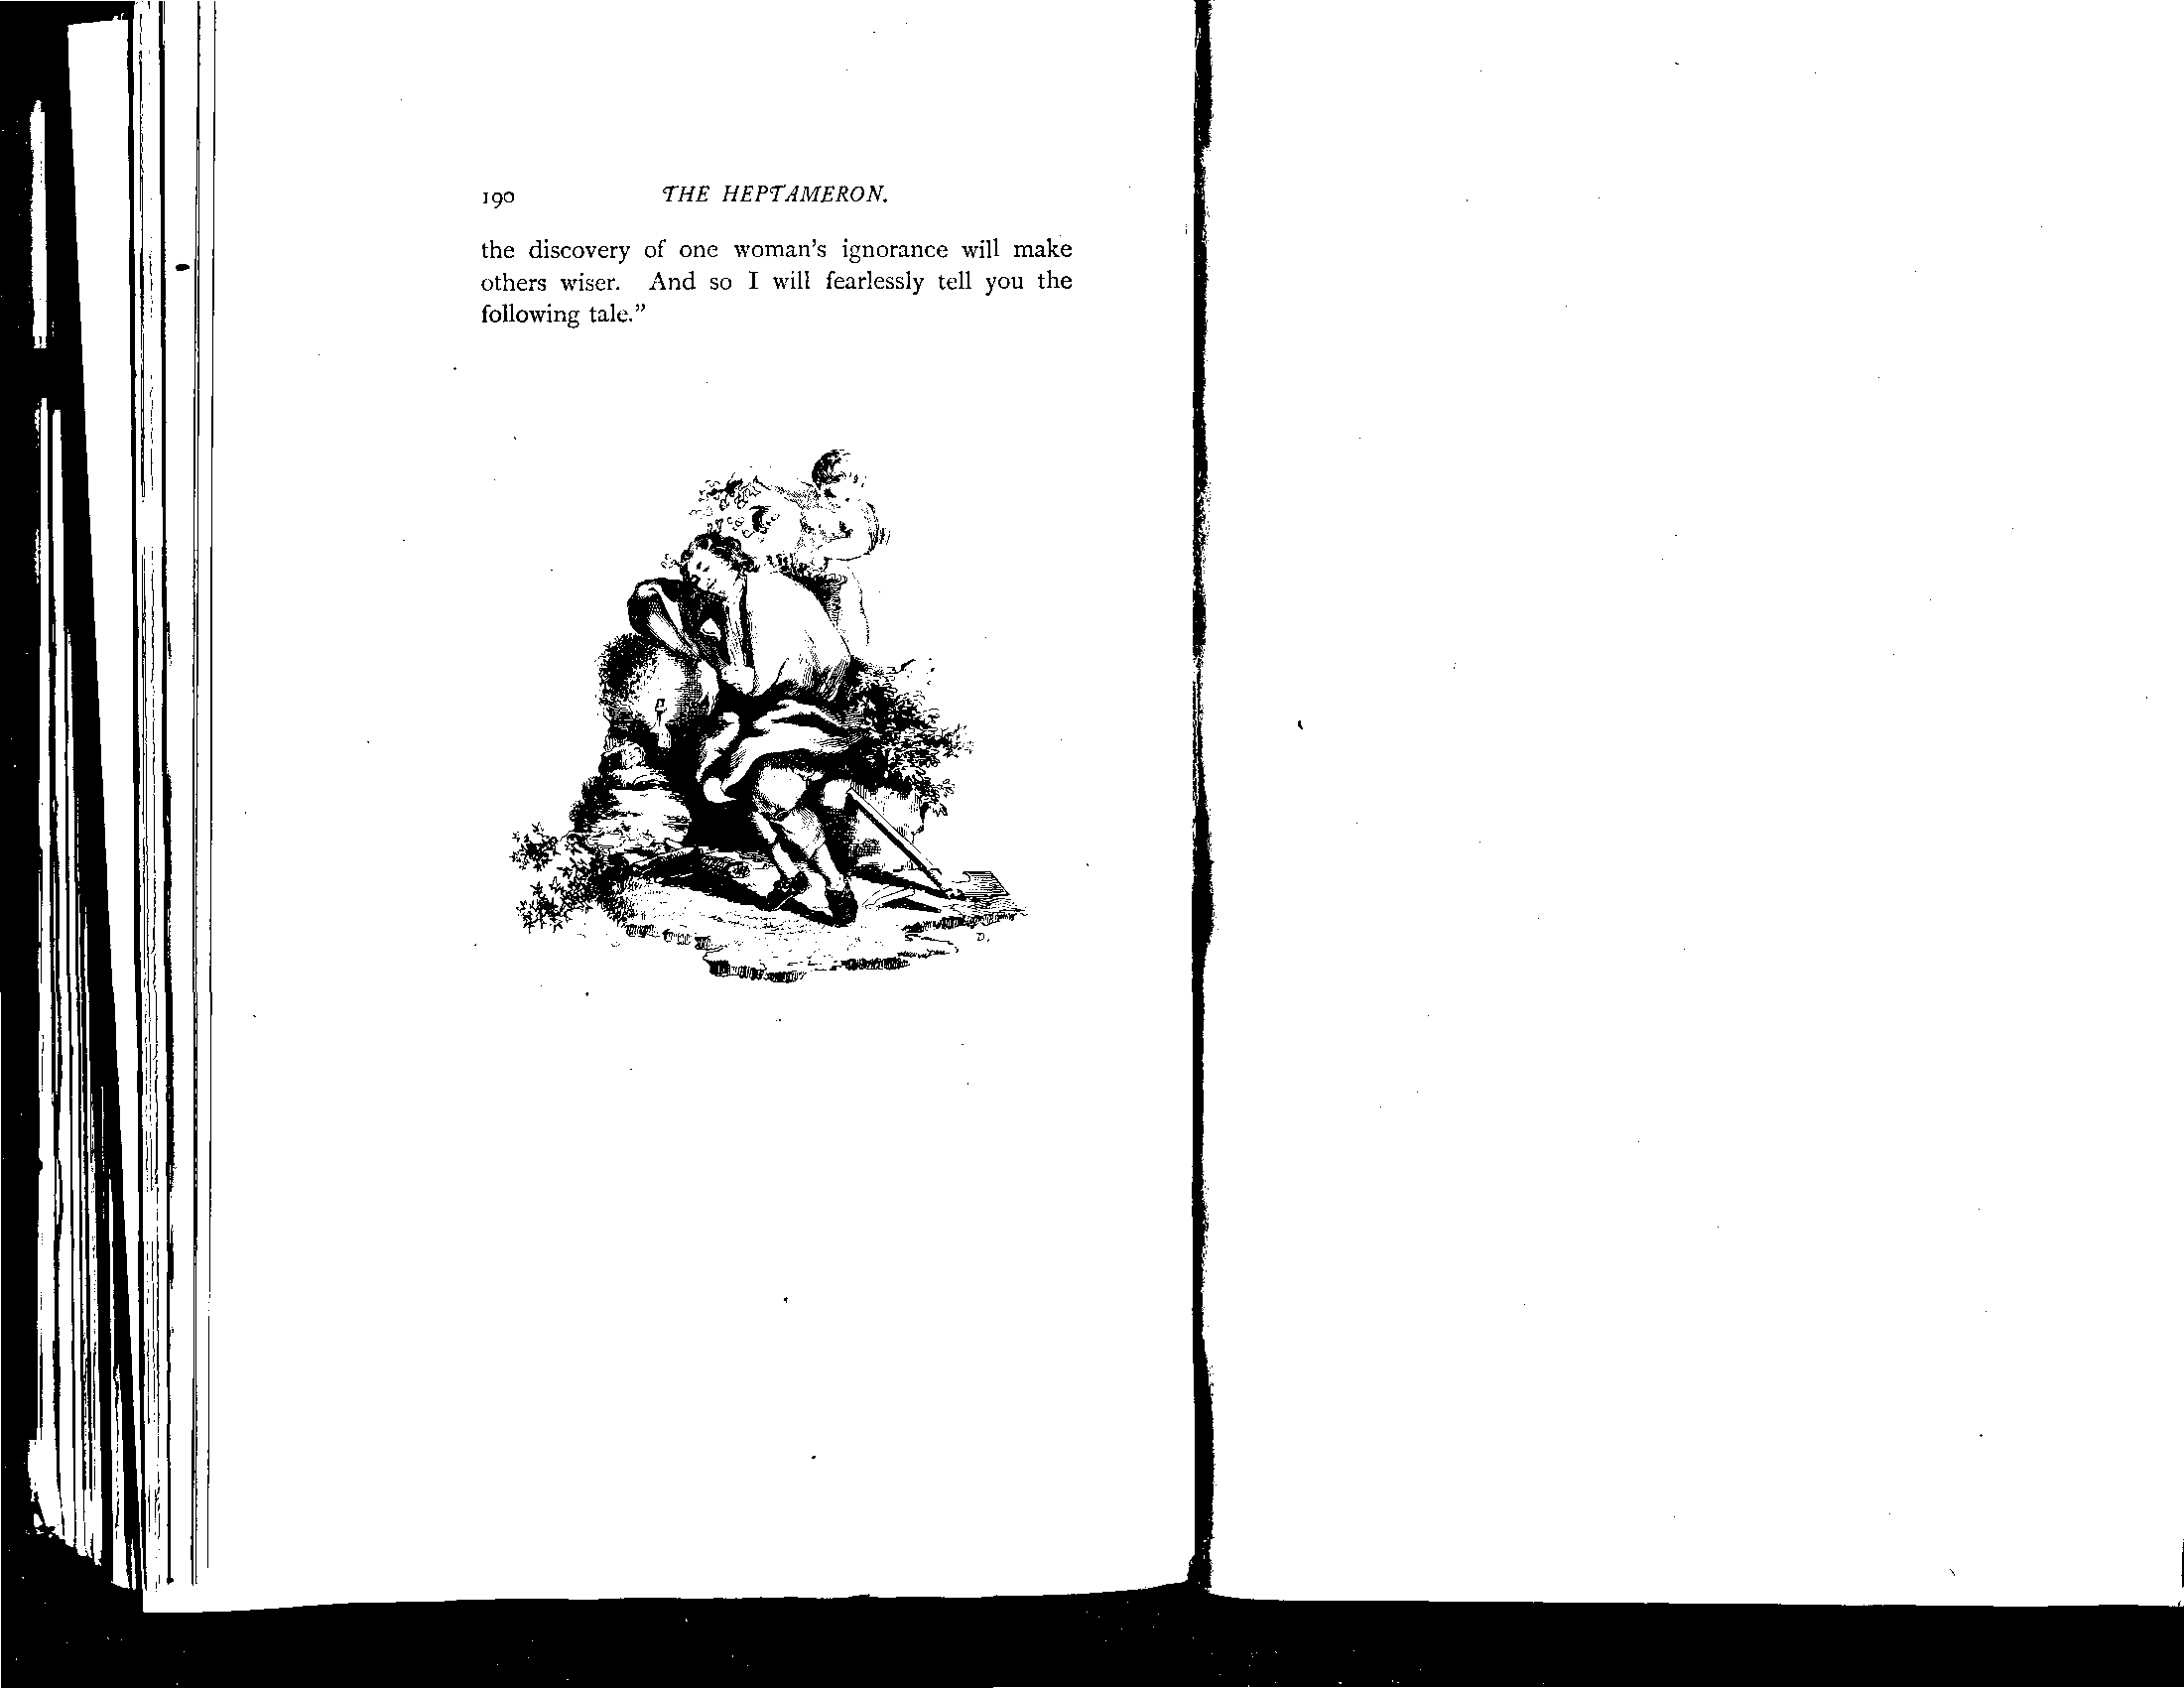 190 THE HEPTAMERON.
the discovery of one woman's ignorance will make
others wiser. And so I will fearlessly tell you the
following tale.”
D.